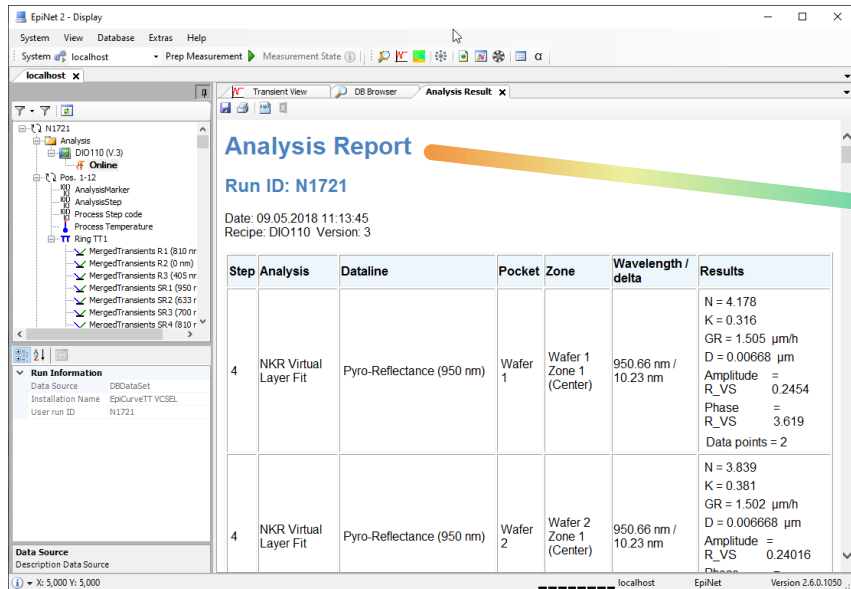 EpiNet 2 - Display
System View Database Extras Help
System localhost Prep Measurement Measurement State α
localhost x
Transient View DB Browser Analysis Result x
N1721
Analysis
DIO110 (V.3)
Online
Pos. 1-12
AnalysisMarker
AnalysisStep
Process Step code
Process Temperature
TT Ring TT1
MergedTransients R1 (810 nr
MergedTransients R2 (0 nm)
MergedTransients R3 (405 nr
MergedTransients SR1 (950 r
MergedTransients SR2 (633 r
MergedTransients SR3 (700 r
MergedTransients SR4 (810 r
Run Information
Data Source DBDataSet
Installation Name EpiCurveTT VCSEL
User run ID N1721
Data Source
Description Data Source
Analysis Report
Run ID: N1721
Date: 09.05.2018 11:13:45
Recipe: DIO110 Version: 3
Step Analysis Dataline Pocket Zone Wavelength /
delta Results
4 NKR Virtual
Layer Fit Pyro-Reflectance (950 nm) Wafer
1 Wafer 1
Zone 1
(Center) 950.66 nm /
10.23 nm
N = 4.178
K = 0.316
GR = 1.505 µm/h
D = 0.00668 µm
Amplitude =
R_VS 0.2454
Phase =
R_VS 3.619
Data points = 2
4 NKR Virtual
Layer Fit Pyro-Reflectance (950 nm) Wafer
2 Wafer 2
Zone 1
(Center) 950.66 nm /
10.23 nm
N = 3.839
K = 0.381
GR = 1.502 µm/h
D = 0.006668 µm
Amplitude =
R_VS 0.24016
Phase =
X: 5,000 Y: 5,000 localhost EpiNet Version 2.6.0.1050